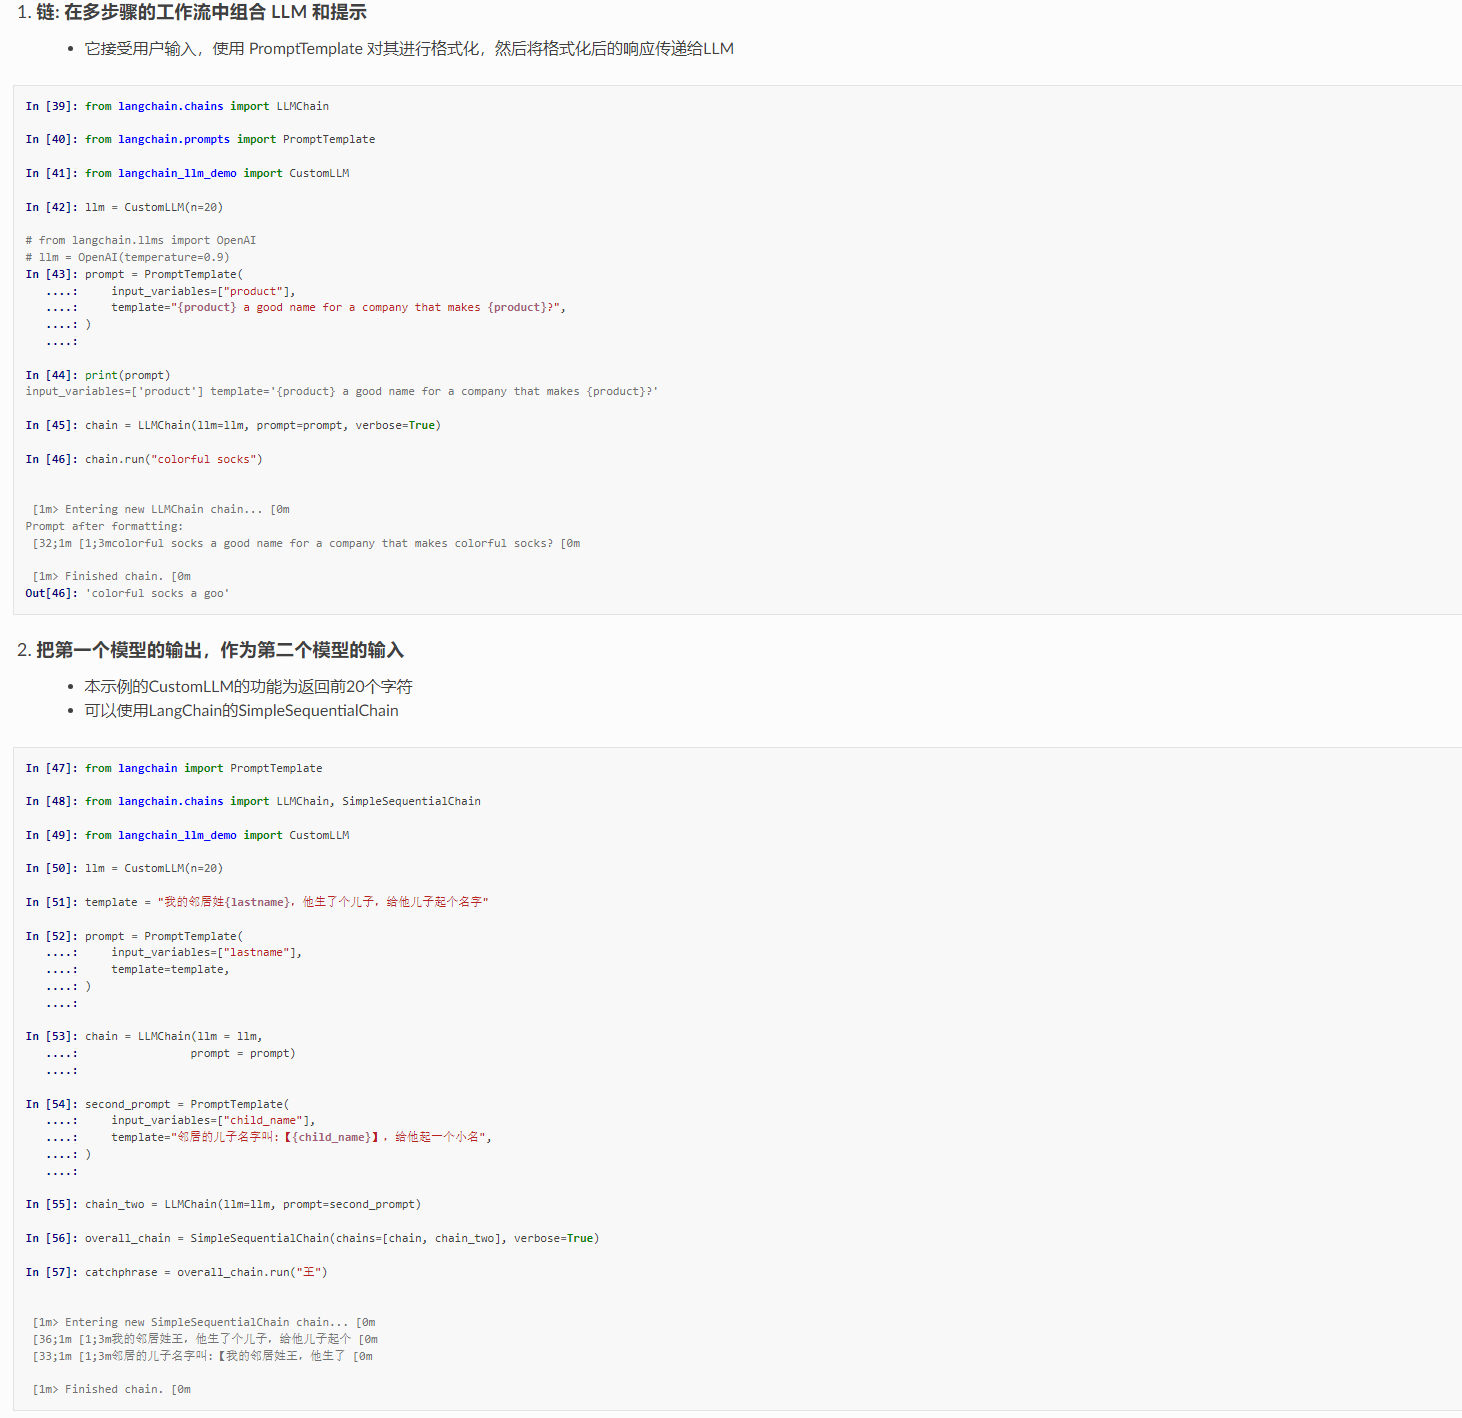 1. 链: 在多步骤的工作流中组合 LLM 和提示
• 它接受用户输入，使用 PromptTemplate 对其进行格式化，然后将格式化后的响应传递给LLM
In [39]: from langchain.chains import LLMChain
In [40]: from langchain.prompts import PromptTemplate
In [41]: from langchain_llm_demo import CustomLLM
In [42]: llm = CustomLLM(n=20)
# from langchain.llms import OpenAI
# llm = OpenAI(temperature=0.9)
In [43]: prompt = PromptTemplate(
   ....:     input_variables=["product"],
   ....:     template="{product} a good name for a company that makes {product}?",
   ....: )
   ....:
In [44]: print(prompt)
input_variables=['product'] template='{product} a good name for a company that makes {product}?'
In [45]: chain = LLMChain(llm=llm, prompt=prompt, verbose=True)
In [46]: chain.run("colorful socks")
[1m> Entering new LLMChain chain... [0m
Prompt after formatting:
[32;1m [1;3mcolorful socks a good name for a company that makes colorful socks? [0m
[1m> Finished chain. [0m
Out[46]: 'colorful socks a goo'
2. 把第一个模型的输出，作为第二个模型的输入
• 本示例的CustomLLM的功能为返回前20个字符
• 可以使用LangChain的SimpleSequentialChain
In [47]: from langchain import PromptTemplate
In [48]: from langchain.chains import LLMChain, SimpleSequentialChain
In [49]: from langchain_llm_demo import CustomLLM
In [50]: llm = CustomLLM(n=20)
In [51]: template = "我的邻居姓{lastname}，他生了个儿子，给他儿子起个名字"
In [52]: prompt = PromptTemplate(
   ....:     input_variables=["lastname"],
   ....:     template=template,
   ....: )
   ....:
In [53]: chain = LLMChain(llm = llm,
   ....:                 prompt = prompt)
   ....:
In [54]: second_prompt = PromptTemplate(
   ....:     input_variables=["child_name"],
   ....:     template="邻居的儿子名字叫:【{child_name}】，给他起一个小名",
   ....: )
   ....:
In [55]: chain_two = LLMChain(llm=llm, prompt=second_prompt)
In [56]: overall_chain = SimpleSequentialChain(chains=[chain, chain_two], verbose=True)
In [57]: catchphrase = overall_chain.run("王")
[1m> Entering new SimpleSequentialChain chain... [0m
[36;1m [1;3m我的邻居姓王，他生了个儿子，给他儿子起个 [0m
[33;1m [1;3m邻居的儿子名字叫:【我的邻居姓王，他生了 [0m
[1m> Finished chain. [0m